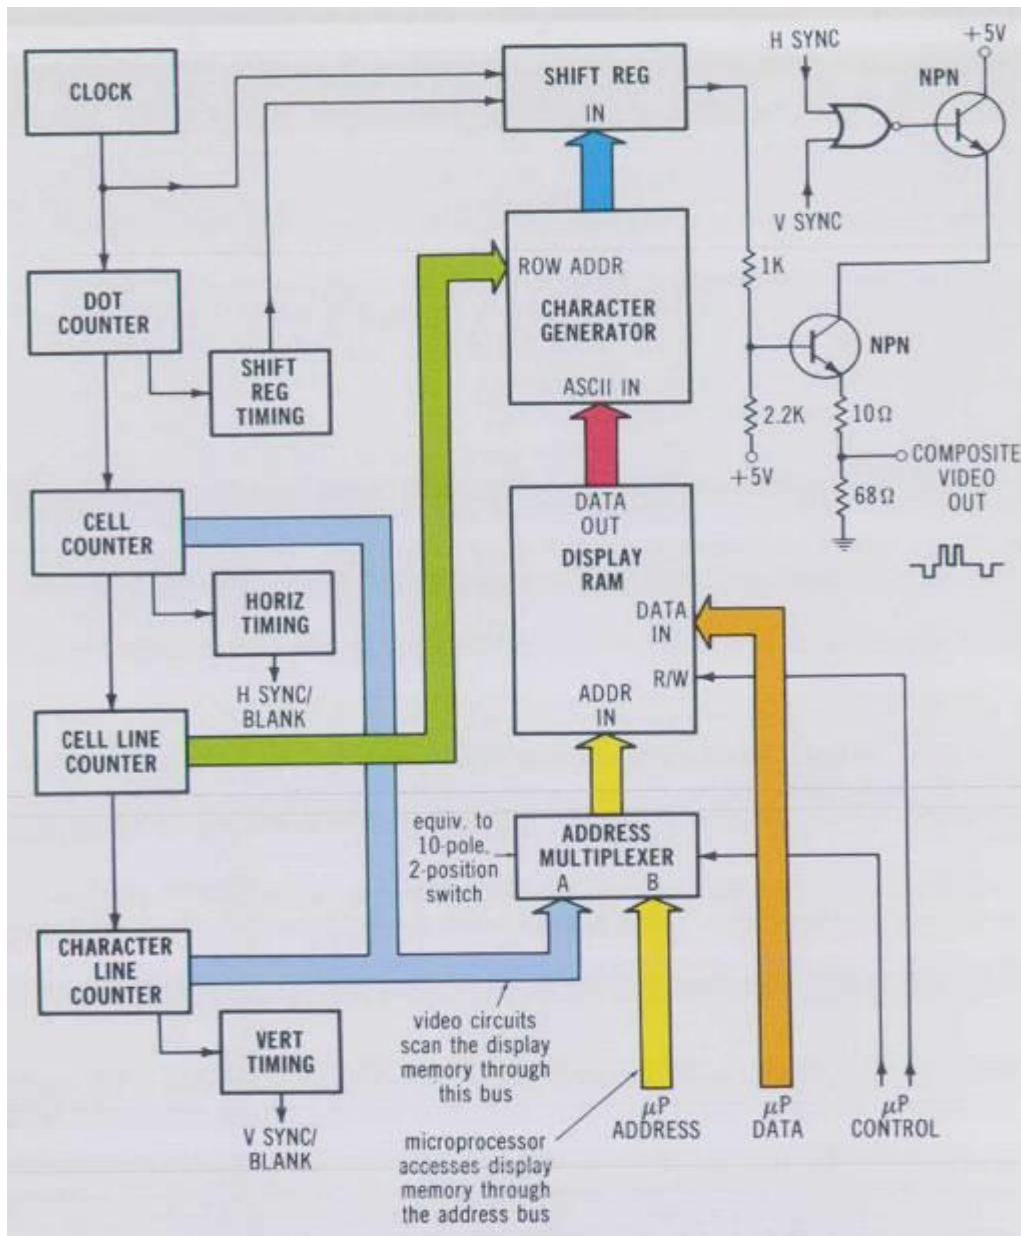 CLOCK
SHIFT REG
IN
H SYNC
+5V
NPN
V SYNC
DOT
COUNTER
SHIFT
REG
TIMING
ROW ADDR
CHARACTER
GENERATOR
ASCII IN
1K
NPN
2.2K
+5V
10Ω
COMPOSITE
VIDEO
OUT
68Ω
CELL
COUNTER
HORIZ
TIMING
H SYNC/
BLANK
DATA
OUT
DISPLAY
RAM
DATA
IN
R/W
ADDR
IN
CELL LINE
COUNTER
equiv. to
10-pole,
2-position
switch
ADDRESS
MULTIPLEXER
A B
CHARACTER
LINE
COUNTER
VERT
TIMING
V SYNC/
BLANK
video circuits
scan the display
memory through
this bus
microprocessor
accesses display
memory through
the address bus
μP
ADDRESS
μP
DATA
μP
CONTROL